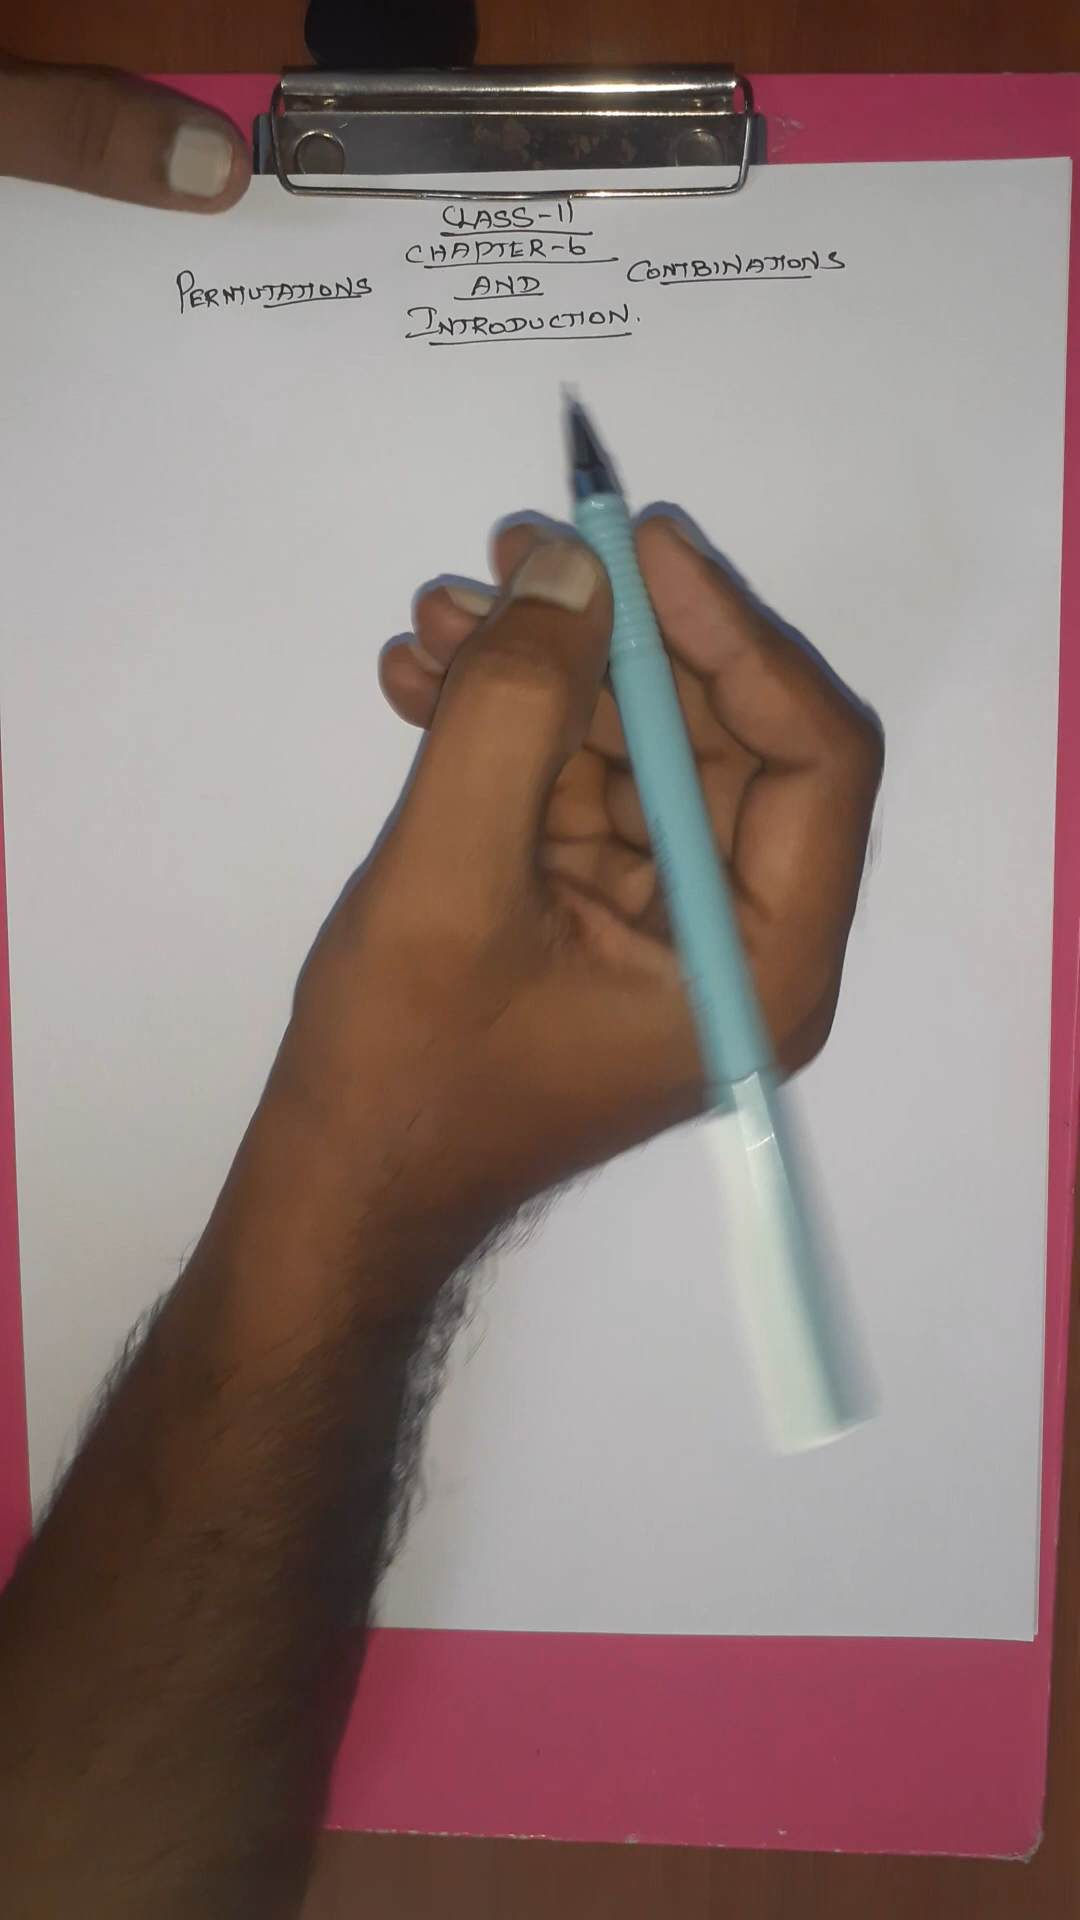 CLASS-11
CHAPTER-6
PERMUTATIONS AND COMBINATIONS
INTRODUCTION.